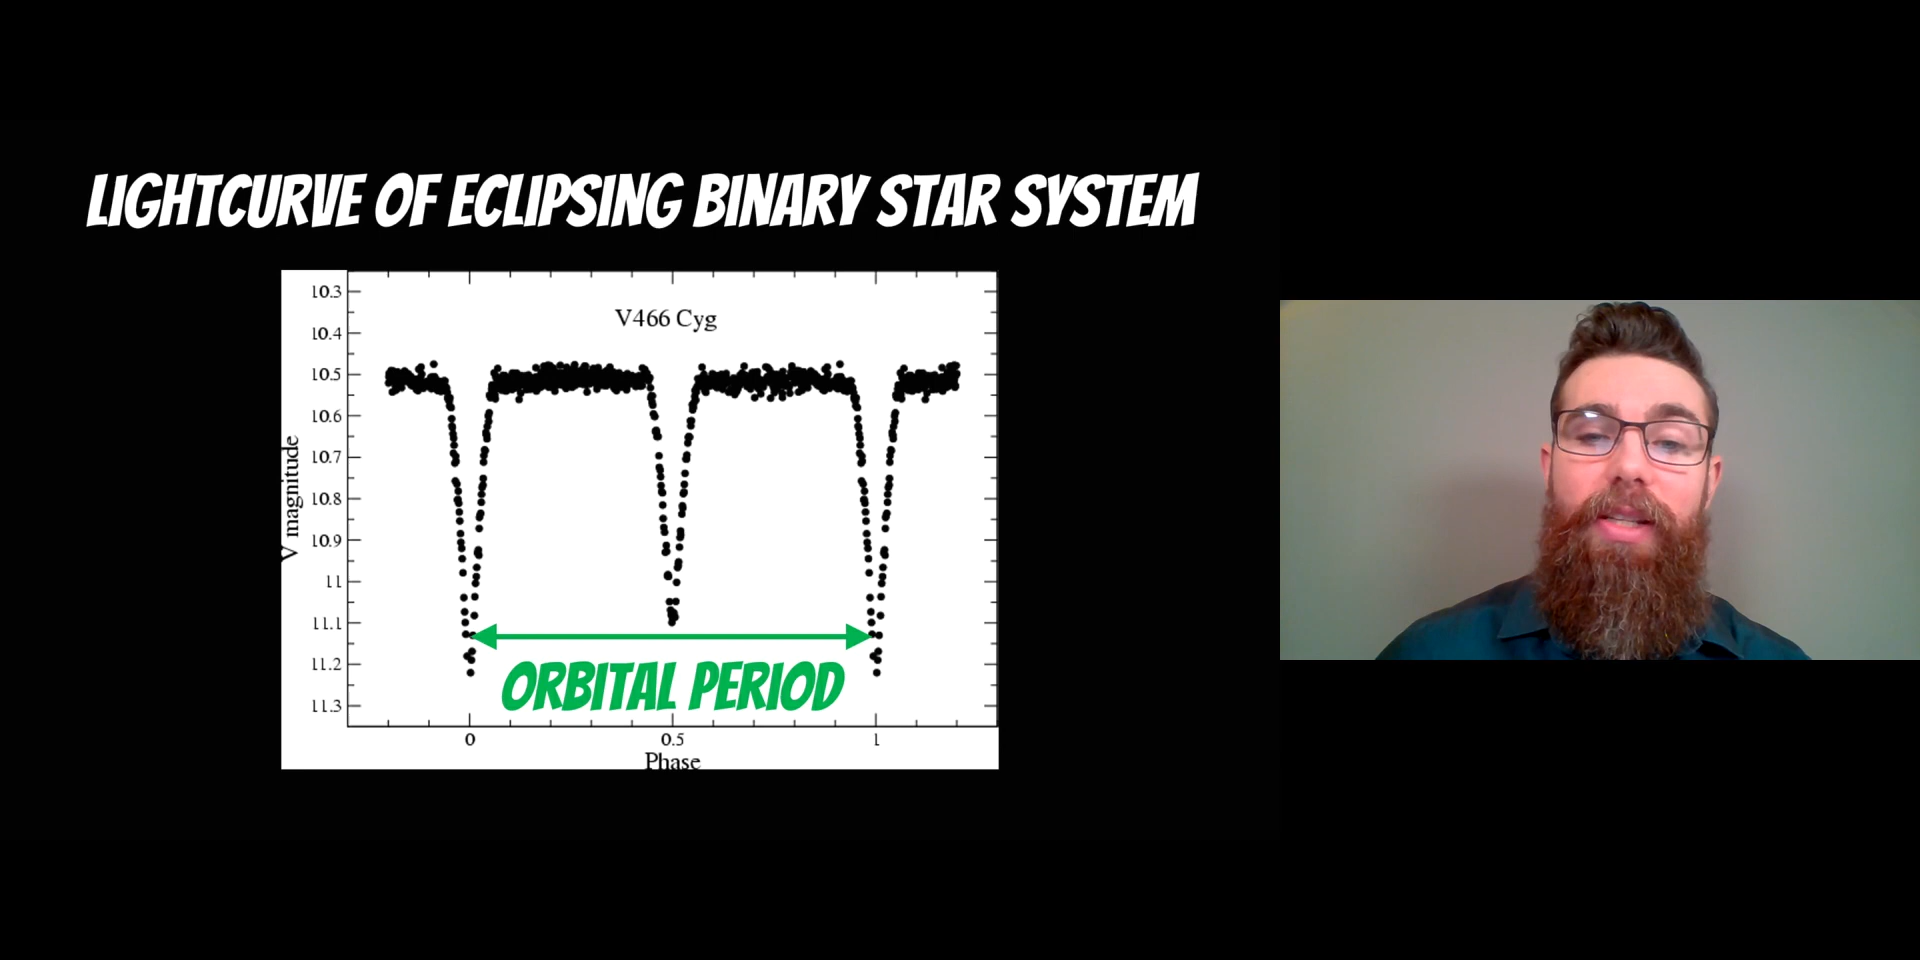 LIGHTCURVE OF ECLIPSING BINARY STAR SYSTEM
V466 Cyg
10.3
10.4
10.5
10.6
10.7
10.8
10.9
11
11.1
11.2
11.3
V magnitude
ORBITAL PERIOD
0
0.5
1
Phase